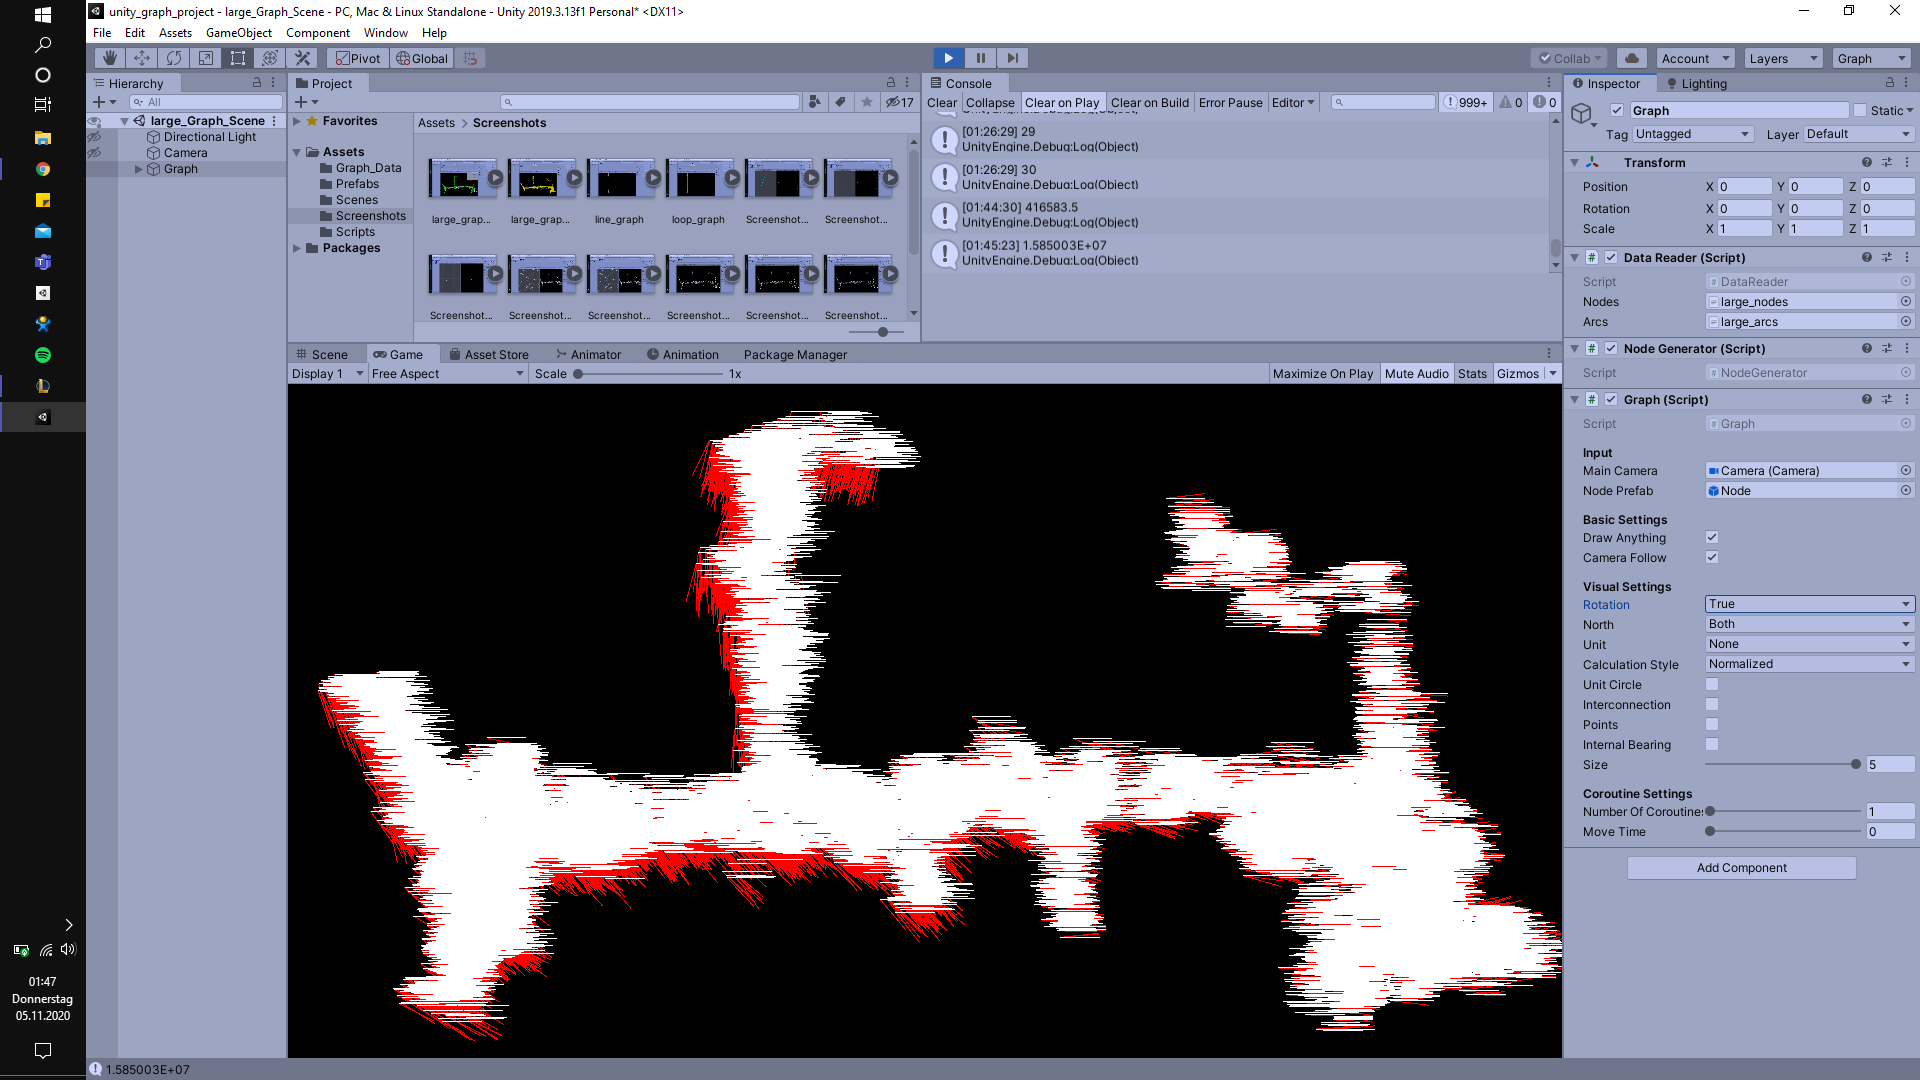 unity_graph_project - large_Graph_Scene - PC, Mac & Linux Standalone - Unity 2019.3.13f1 Personal* <DX11>
File Edit Assets GameObject Component Window Help
Pivot Global Collab Account Layers Graph
Hierarchy
All
large_Graph_Scene
Directional Light
Camera
Graph
Project
17
Favorites
Assets
Graph_Data
Prefabs
Scenes
Screenshots
Scripts
Packages
Assets > Screenshots
large_grap... large_grap... line_graph loop_graph Screenshot... Screenshot...
Screenshot... Screenshot... Screenshot... Screenshot... Screenshot... Screenshot...
Console
Clear Collapse Clear on Play Clear on Build Error Pause Editor 999+ 0 0
UnityEngine.Debug:Log(Object)
[01:26:29] 29
UnityEngine.Debug:Log(Object)
[01:26:29] 30
UnityEngine.Debug:Log(Object)
[01:44:30] 416583.5
UnityEngine.Debug:Log(Object)
[01:45:23] 1.585003E+07
UnityEngine.Debug:Log(Object)
Scene Game Asset Store Animator Animation Package Manager
Display 1 Free Aspect Scale 1x Maximize On Play Mute Audio Stats Gizmos
Inspector Lighting
Graph Static
Tag Untagged Layer Default
Transform
Position X 0 Y 0 Z 0
Rotation X 0 Y 0 Z 0
Scale X 1 Y 1 Z 1
Data Reader (Script)
Script DataReader
Nodes large_nodes
Arcs large_arcs
Node Generator (Script)
Script NodeGenerator
Graph (Script)
Script Graph
Input
Main Camera Camera (Camera)
Node Prefab Node
Basic Settings
Draw Anything
Camera Follow
Visual Settings
Rotation True
North Both
Unit None
Calculation Style Normalized
Unit Circle
Interconnection
Points
Internal Bearing
Size 5
Coroutine Settings
Number Of Coroutine 1
Move Time 0
Add Component
01:47
Donnerstag
05.11.2020
1.585003E+07